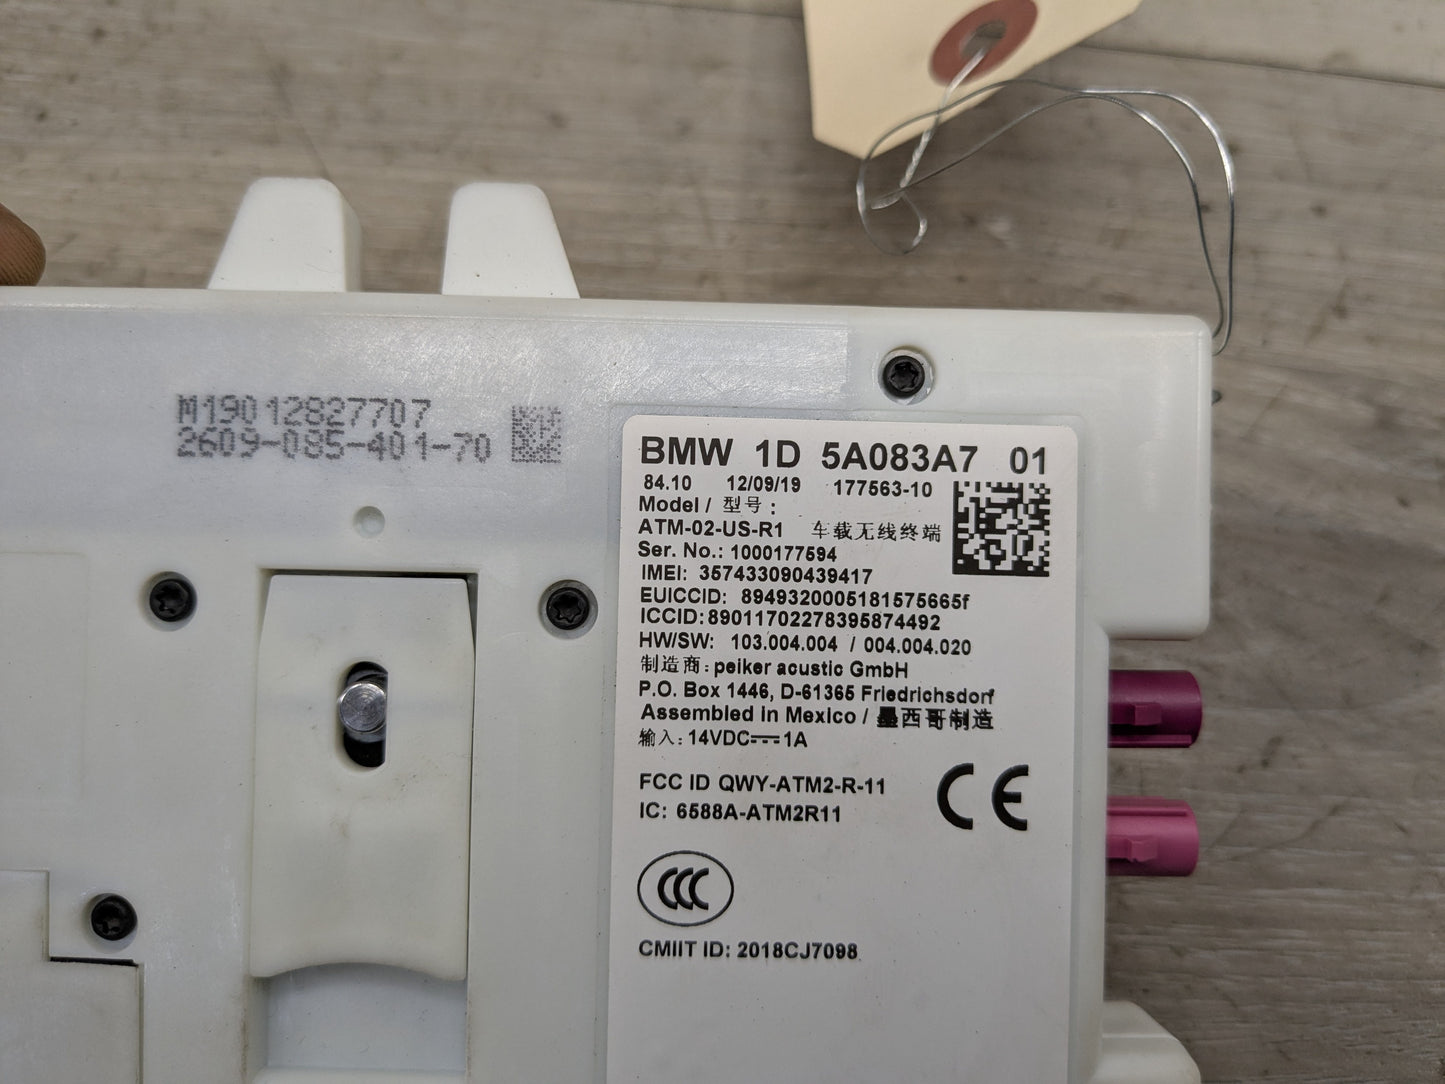 M19012827707
2609-085-401-70
BMW 1D 5A083A7 01
84.10 12/09/19 177563-10
Model / 型号 :
ATM-02-US-R1 车载无线终端
Ser. No.: 1000177594
IMEI: 357433090439417
EUICCID: 8949320005181575665f
ICCID:89011702278395874492
HW/SW: 103.004.004 / 004.004.020
制造商: peiker acustic GmbH
P.O. Box 1446, D-61365 Friedrichsdorf
Assembled in Mexico / 墨西哥制造
输入: 14VDC⎓1A
FCC ID QWY-ATM2-R-11
IC: 6588A-ATM2R11
CE
CCC
CMIIT ID: 2018CJ7098